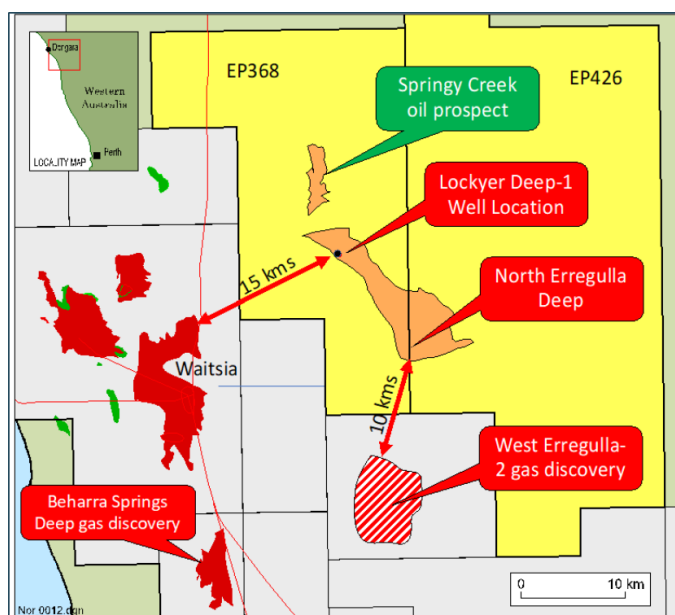 Dongara
Western
Australia
Perth
LOCALITY MAP
EP368
EP426
Springy Creek
oil prospect
Lockyer Deep-1
Well Location
15 kms
North Erregulla
Deep
Waitsia
10 kms
West Erregulla-
2 gas discovery
Beharra Springs
Deep gas discovery
0 10 km
Nor 0012.dgn